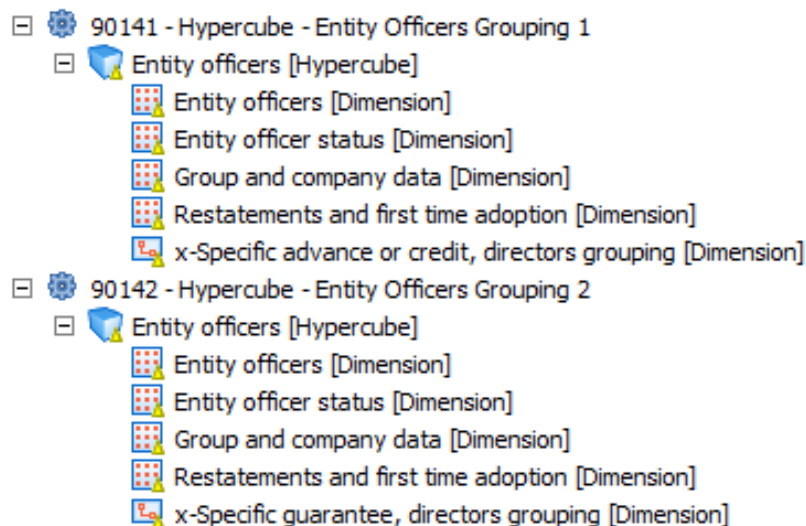 90141 - Hypercube - Entity Officers Grouping 1
Entity officers [Hypercube]
Entity officers [Dimension]
Entity officer status [Dimension]
Group and company data [Dimension]
Restatements and first time adoption [Dimension]
x-Specific advance or credit, directors grouping [Dimension]
90142 - Hypercube - Entity Officers Grouping 2
Entity officers [Hypercube]
Entity officers [Dimension]
Entity officer status [Dimension]
Group and company data [Dimension]
Restatements and first time adoption [Dimension]
x-Specific guarantee, directors grouping [Dimension]